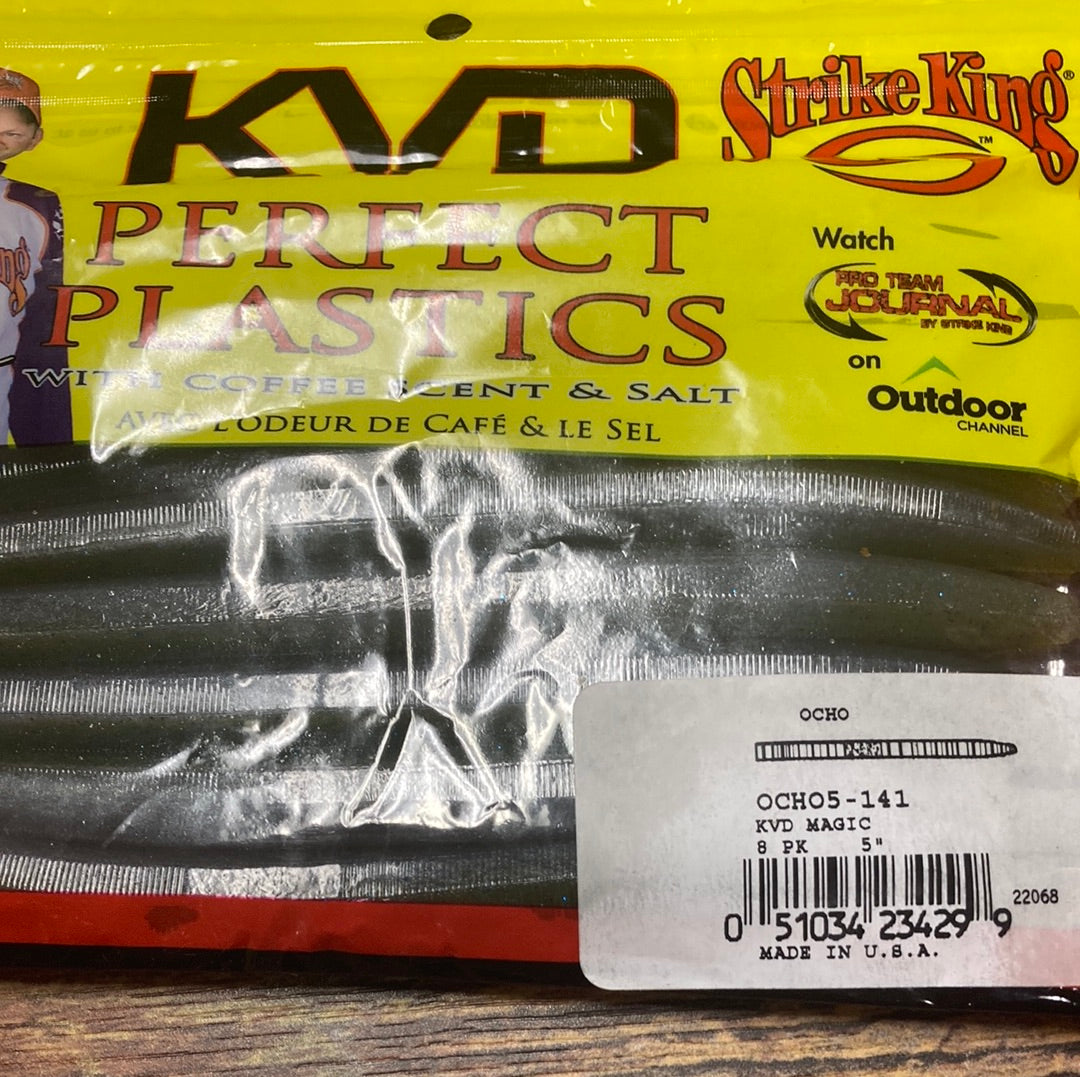 KVD
PERFECT
PLASTICS
WITH COFFEE SCENT & SALT
AVEC L'ODEUR DE CAFÉ & LE SEL
Strike King®
™
Watch
PRO TEAM
JOURNAL
BY STRIKE KING
on
Outdoor
CHANNEL
OCHO
OCHO5-141
KVD MAGIC
8 PK 5"
22068
0 51034 23429 9
MADE IN U.S.A.